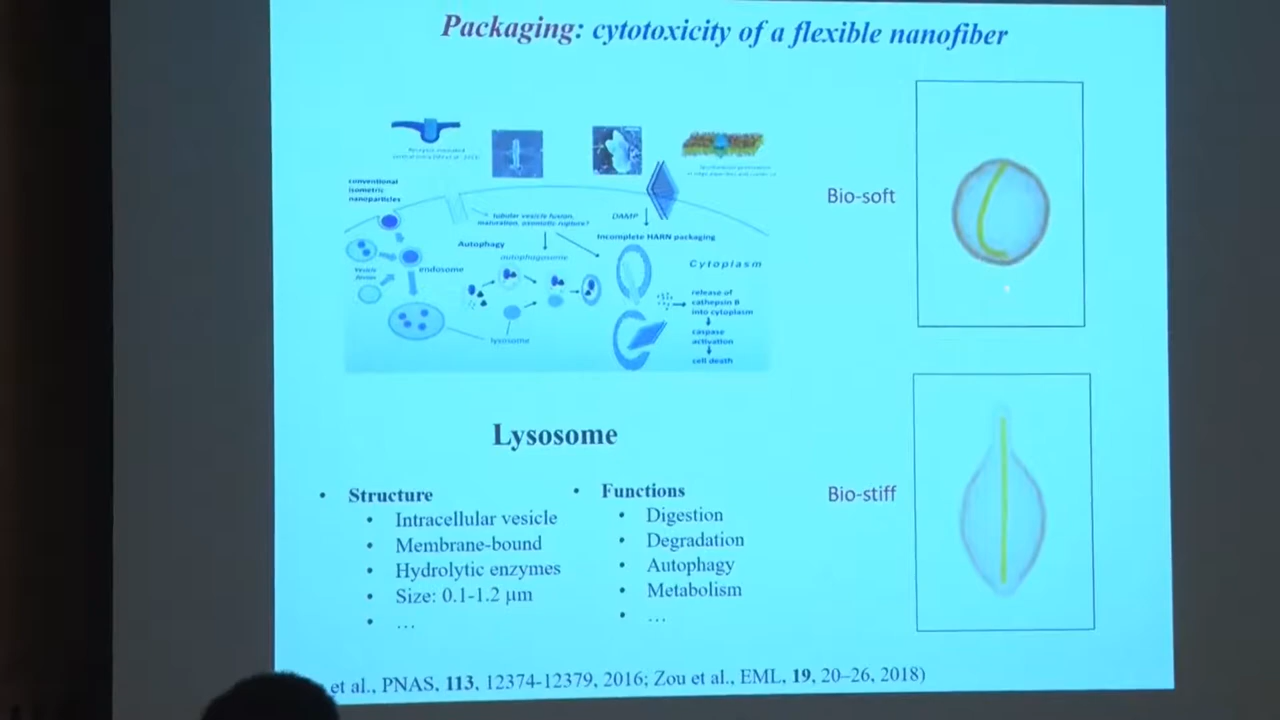 Packaging: cytotoxicity of a flexible nanofiber
conventional
isometric
nanoparticles
tubular vesicle fusion,
DAMP
Incomplete HARN packaging
Autophagy
autophagosome
Cytoplasm
endosome
vesicle
fusion
release of
cathepsin B
into cytoplasm
caspase
activation
cell death
lysosome
Bio-soft
Bio-stiff
Lysosome
• Structure
• Intracellular vesicle
• Membrane-bound
• Hydrolytic enzymes
• Size: 0.1-1.2 μm
• …
• Functions
• Digestion
• Degradation
• Autophagy
• Metabolism
• …
et al., PNAS, 113, 12374-12379, 2016; Zou et al., EML, 19, 20–26, 2018)